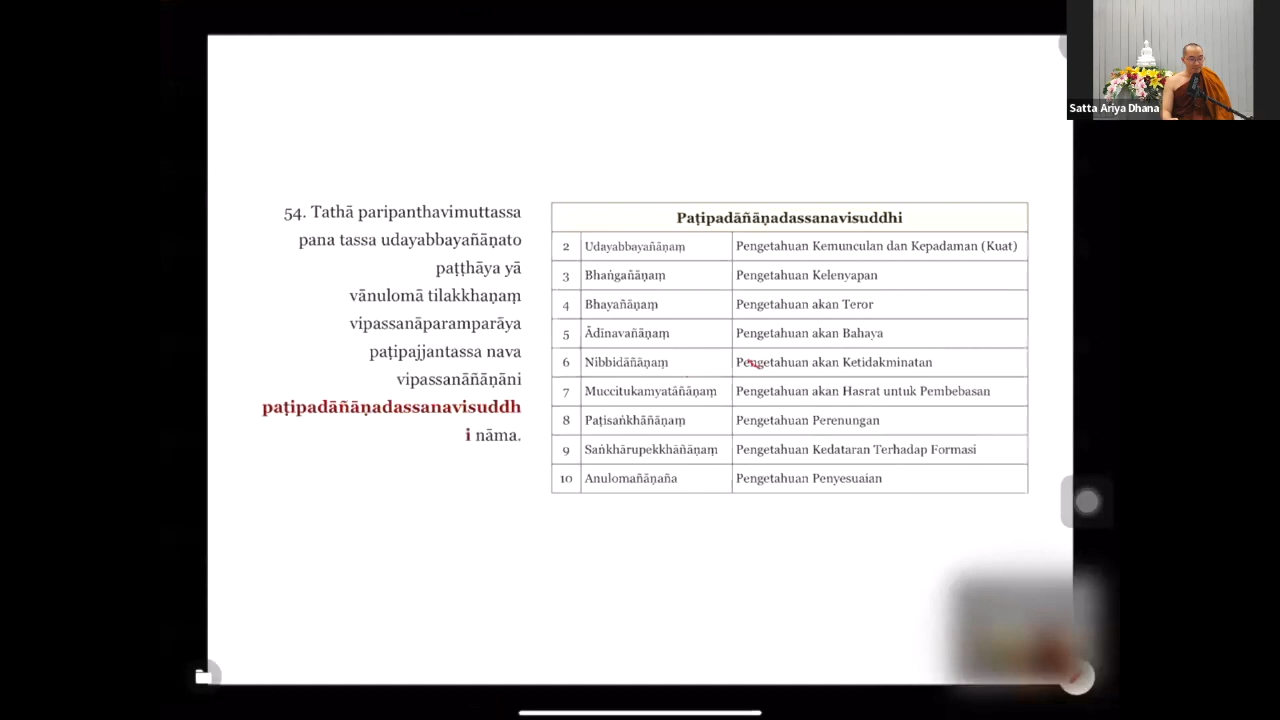 Satta Ariya Dhana
54. Tathā paripanthavimuttassa
pana tassa udayabbayañāṇato
paṭṭhāya yā
vānulomā tilakkhaṇaṃ
vipassanāparamparāya
paṭipajjantassa nava
vipassanāñāṇāni
paṭipadāñāṇadassanavisuddh
i nāma.
Paṭipadāñāṇadassanavisuddhi
2 Udayabbayañāṇaṃ Pengetahuan Kemunculan dan Kepadaman (Kuat)
3 Bhaṅgañāṇaṃ Pengetahuan Kelenyapan
4 Bhayañāṇaṃ Pengetahuan akan Teror
5 Ādīnavañāṇaṃ Pengetahuan akan Bahaya
6 Nibbidāñāṇaṃ Pengetahuan akan Ketidakminatan
7 Muccitukamyatāñāṇaṃ Pengetahuan akan Hasrat untuk Pembebasan
8 Paṭisaṅkhāñāṇaṃ Pengetahuan Perenungan
9 Saṅkhārupekkhāñāṇaṃ Pengetahuan Kedataran Terhadap Formasi
10 Anulomañāṇaña Pengetahuan Penyesuaian